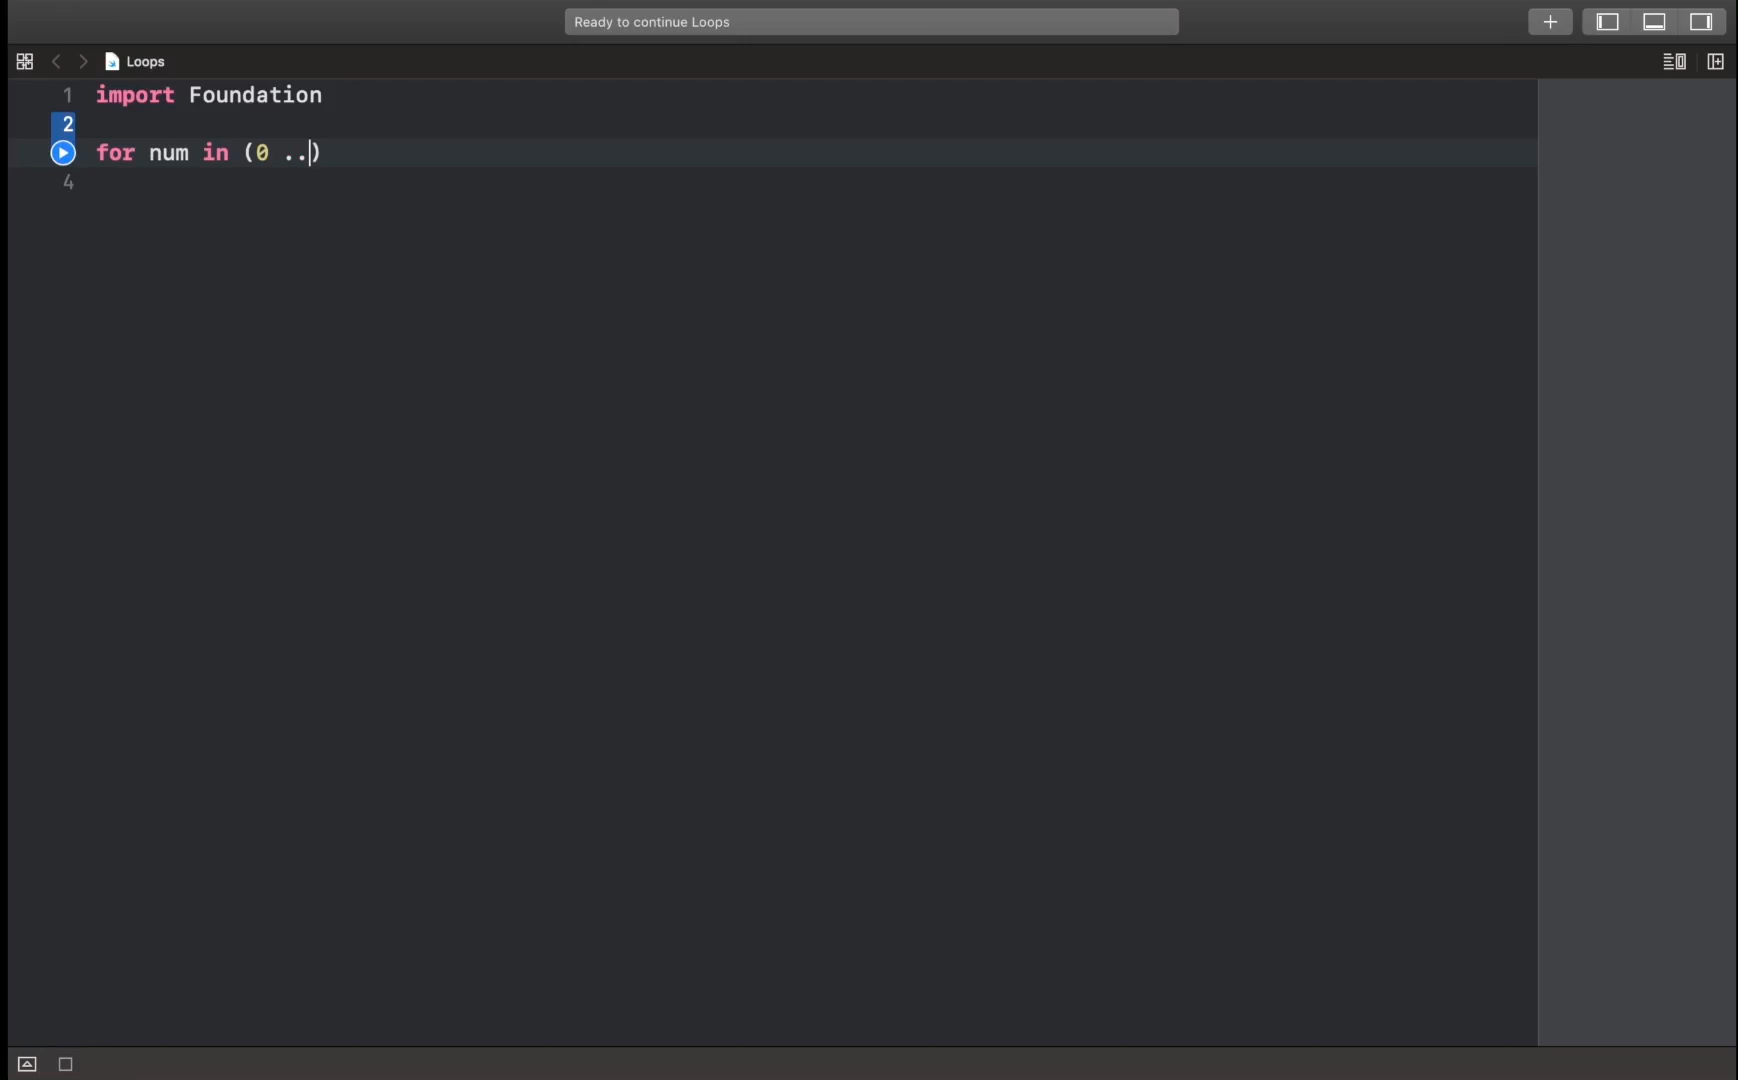 Ready to continue Loops
Loops
1 import Foundation
2
for num in (0 ..)
4